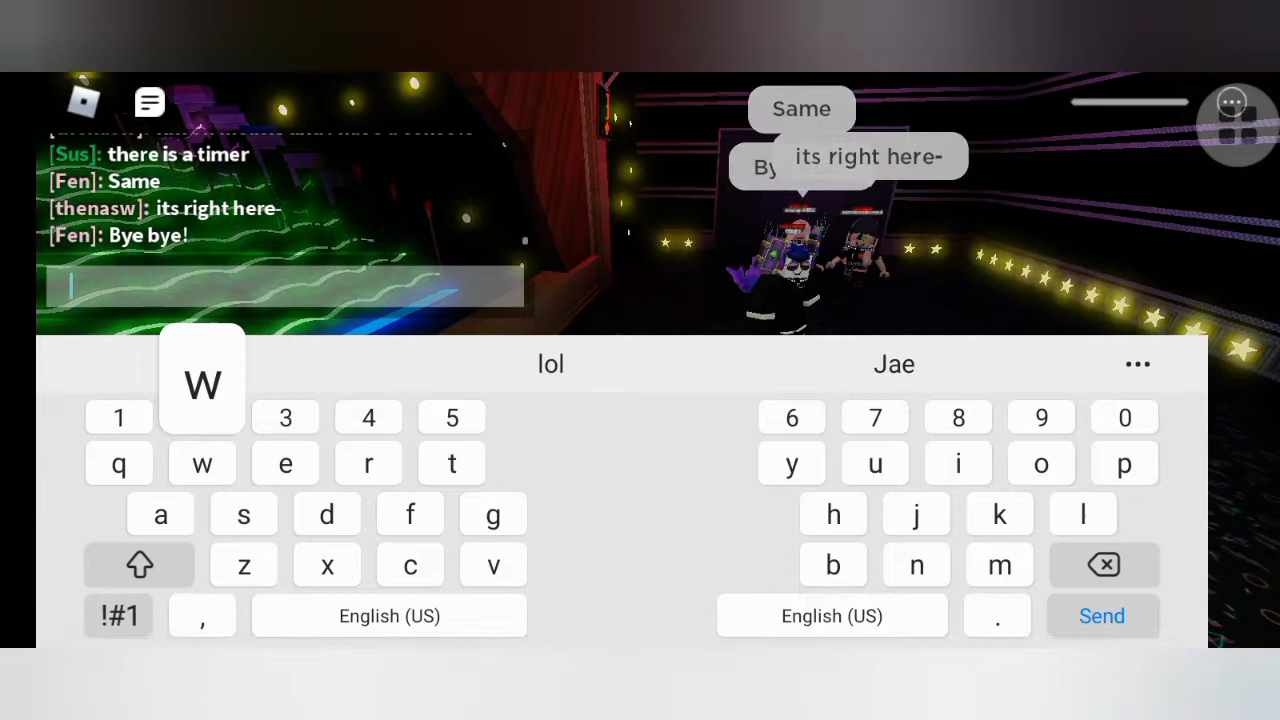 Same
[Sus]: there is a timer
By
its right here-
[Fen]: Same
[thenasw]: its right here-
[Fen]: Bye bye!
w
lol
Jae
1 3 4 5 6 7 8 9 0
q w e r t y u i o p
a s d f g h j k l
z x c v b n m
!#1 , English (US) English (US) . Send